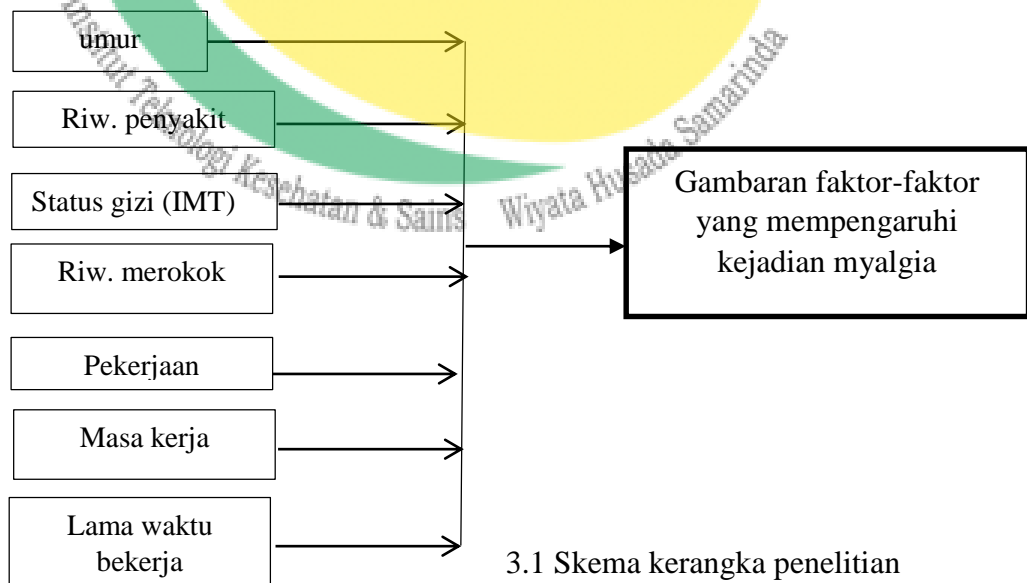 umur
Riw. penyakit
Status gizi (IMT)
Riw. merokok
Pekerjaan
Masa kerja
Lama waktu
bekerja
Gambaran faktor-faktor
yang mempengaruhi
kejadian myalgia
3.1 Skema kerangka penelitian
Institut Teknologi Kesehatan & Sains Wiyata Husada Samarinda